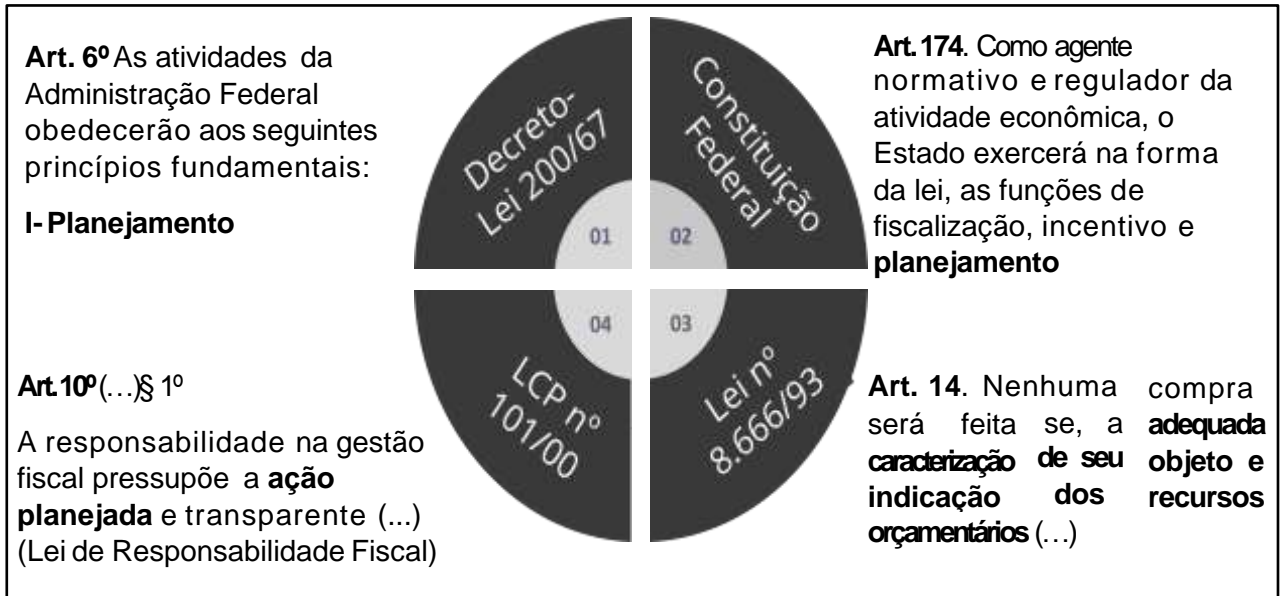 Art. 6º As atividades da
Administração Federal
obedecerão aos seguintes
princípios fundamentais:
I- Planejamento
Decreto-
Lei 200/67
01
Constituição
Federal
02
Art. 174. Como agente
normativo e regulador da
atividade econômica, o
Estado exercerá na forma
da lei, as funções de
fiscalização, incentivo e
planejamento
Art.10º (…)§ 1º
A responsabilidade na gestão
fiscal pressupõe a ação
planejada e transparente (...)
(Lei de Responsabilidade Fiscal)
04
LCP nº
101/00
03
Lei nº
8.666/93
Art. 14. Nenhuma compra
será feita se, a adequada
caracterização de seu objeto e
indicação dos recursos
orçamentários (…)